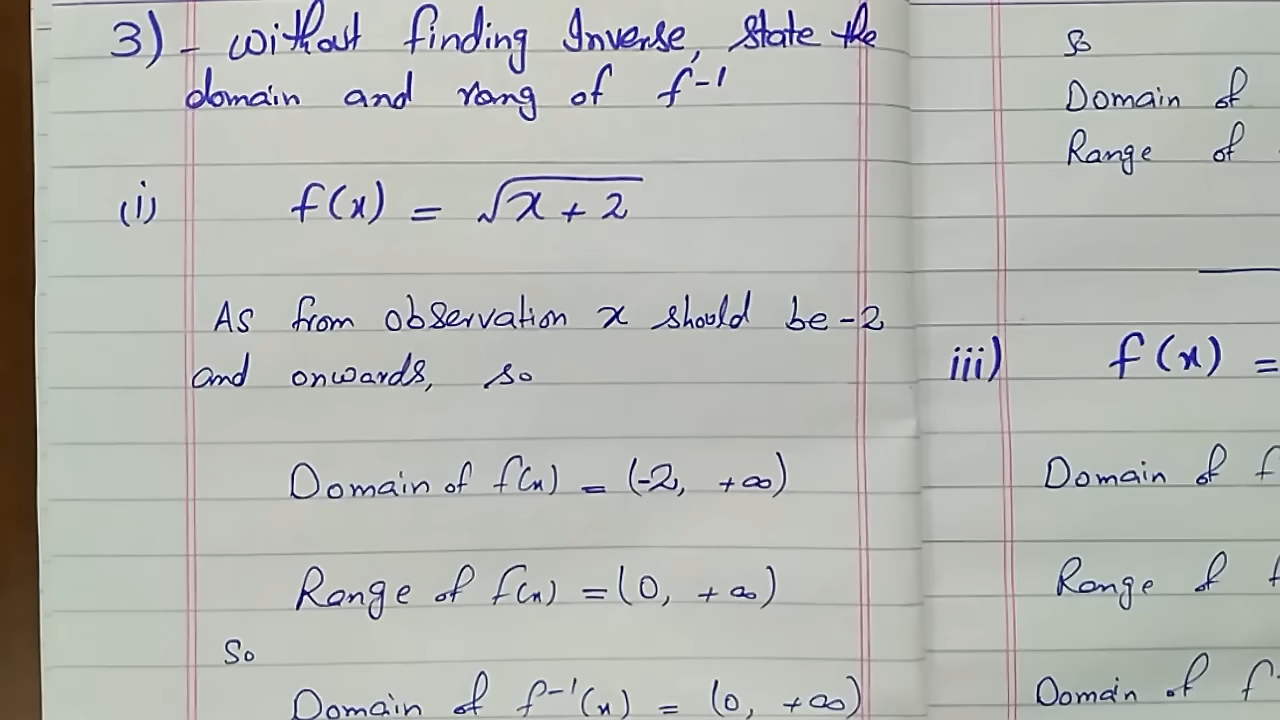 3) - without finding Inverse, state the
domain and rang of f⁻¹
(i) f(x) = √x + 2
As from observation x should be -2
and onwards, so
Domain of f(x) = (-2, +∞)
Range of f(x) = (0, +∞)
So
Domain of f⁻¹(x) = (0, +∞)
So
Domain of
Range of
iii) f(x) =
Domain of f
Range of f
Domain of f